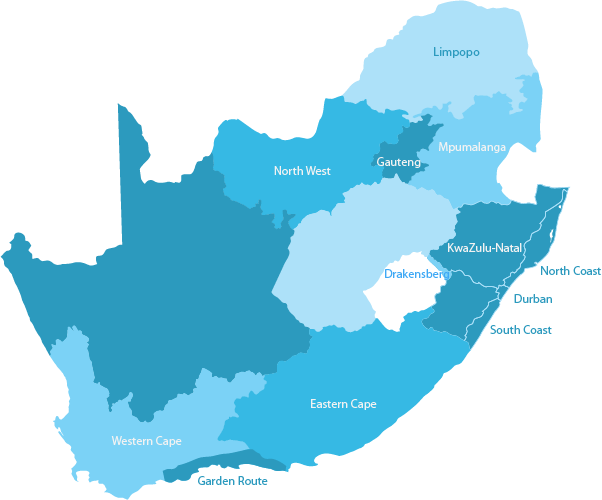 Limpopo
Mpumalanga
Gauteng
North West
KwaZulu-Natal
Drakensberg
North Coast
Durban
South Coast
Eastern Cape
Western Cape
Garden Route